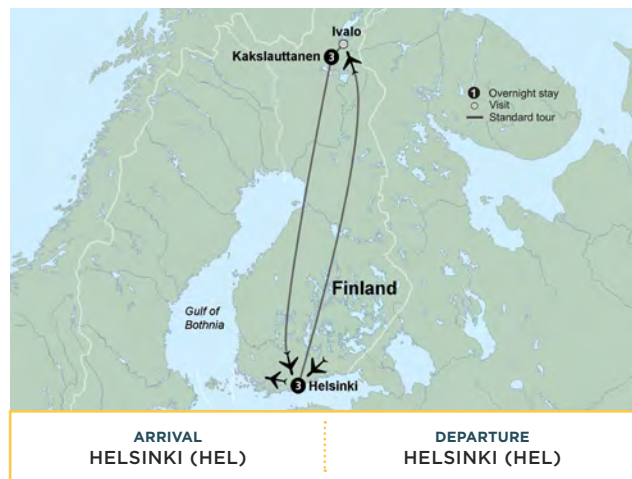 Ivalo
Kakslauttanen 3
1 Overnight stay
Visit
Standard tour
Finland
Gulf of
Bothnia
3 Helsinki
ARRIVAL
HELSINKI (HEL)
DEPARTURE
HELSINKI (HEL)